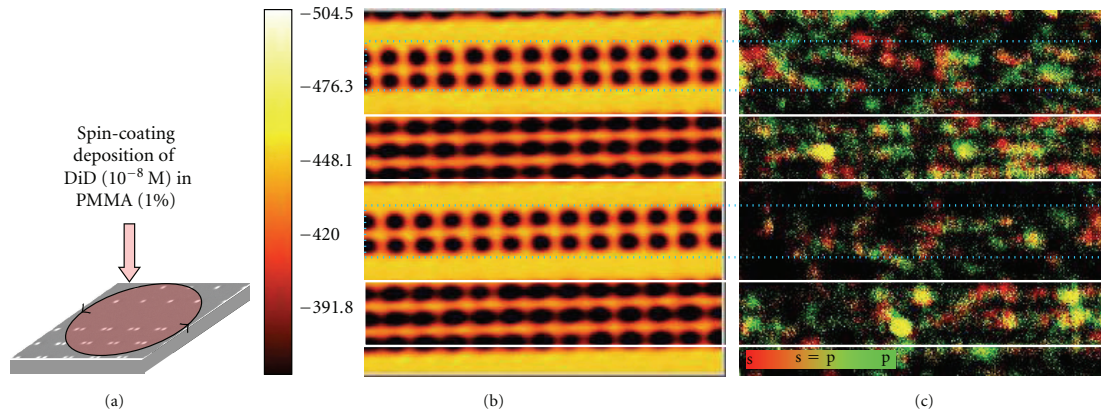 Spin-coating
deposition of
DiD (10⁻⁸ M) in
PMMA (1%)
−504.5
−476.3
−448.1
−420
−391.8
s
s = p
p
(a)
(b)
(c)